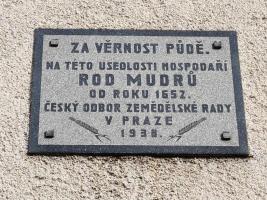 ZA VĚRNOST PŮDĚ.
NA TÉTO USEDLOSTI HOSPODAŘÍ
ROD MUDRŮ
OD ROKU 1652.
ČESKÝ ODBOR ZEMĚDĚLSKÉ RADY
V PRAZE
1938.